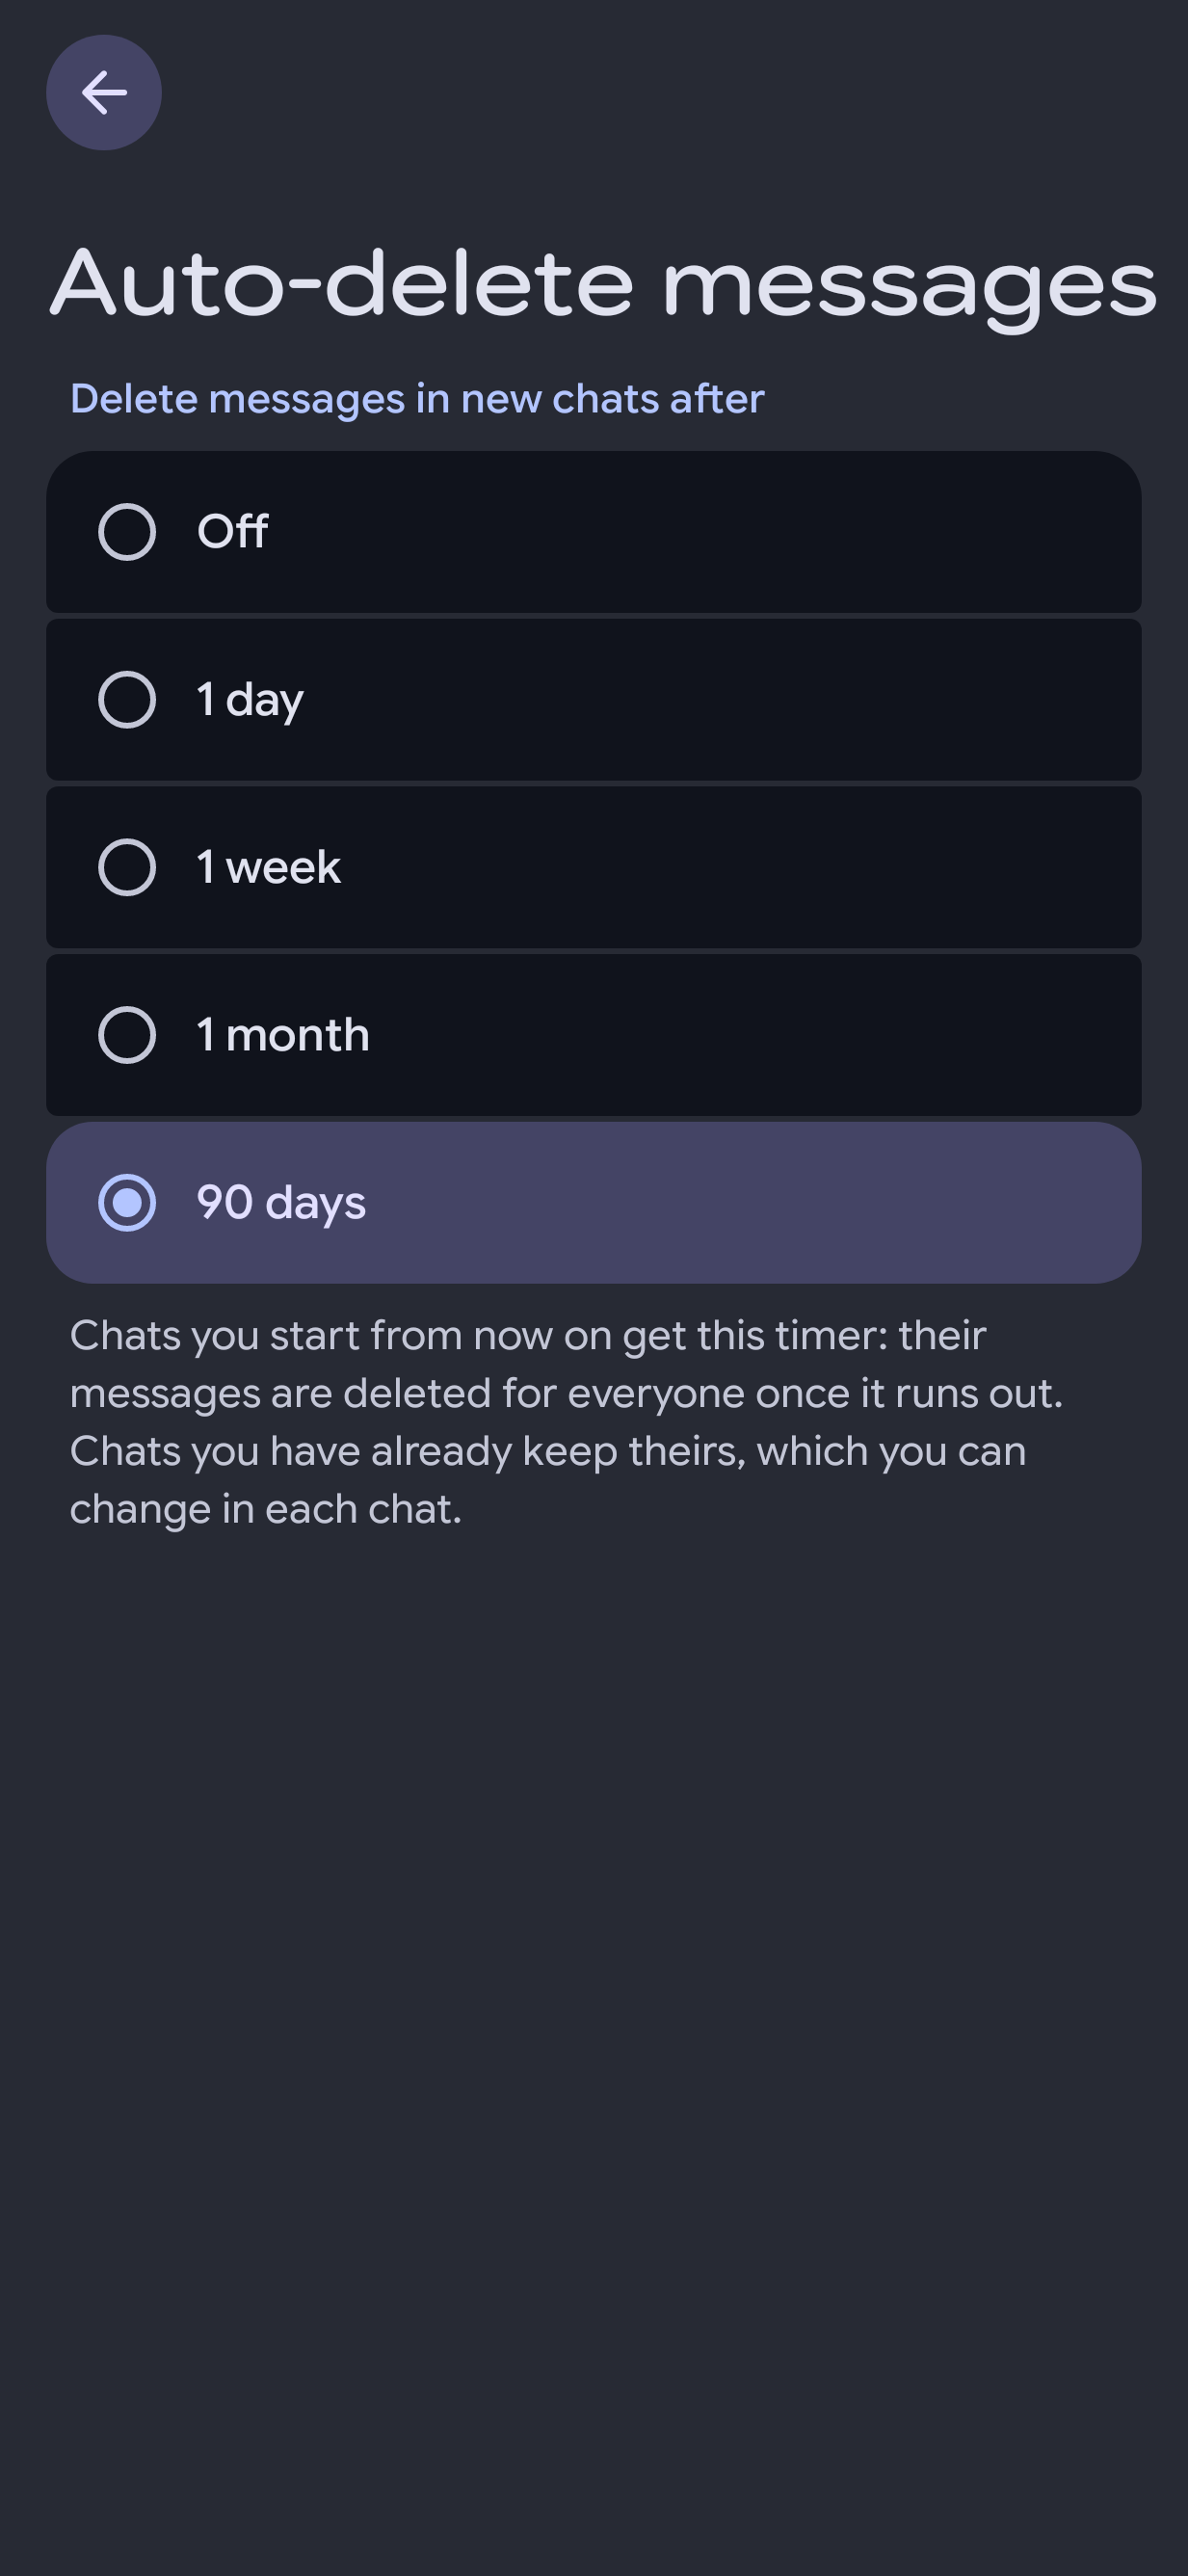 Auto-delete messages
Delete messages in new chats after
Off
1 day
1 week
1 month
90 days
Chats you start from now on get this timer: their
messages are deleted for everyone once it runs out.
Chats you have already keep theirs, which you can
change in each chat.